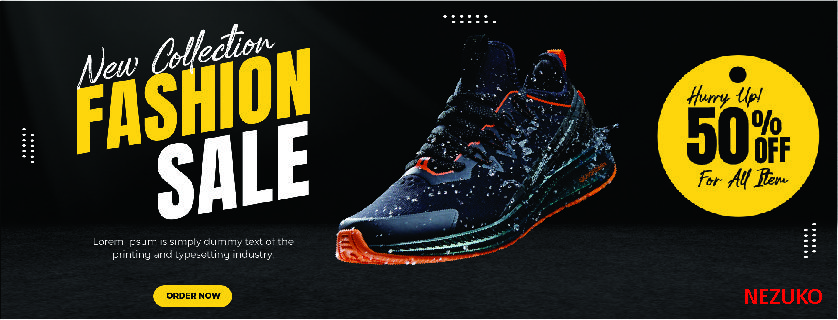 New Collection
FASHION
SALE
Lorem Ipsum is simply dummy text of the
printing and typesetting industry.
ORDER NOW
Hurry Up!
50% OFF
For All Item
NEZUKO